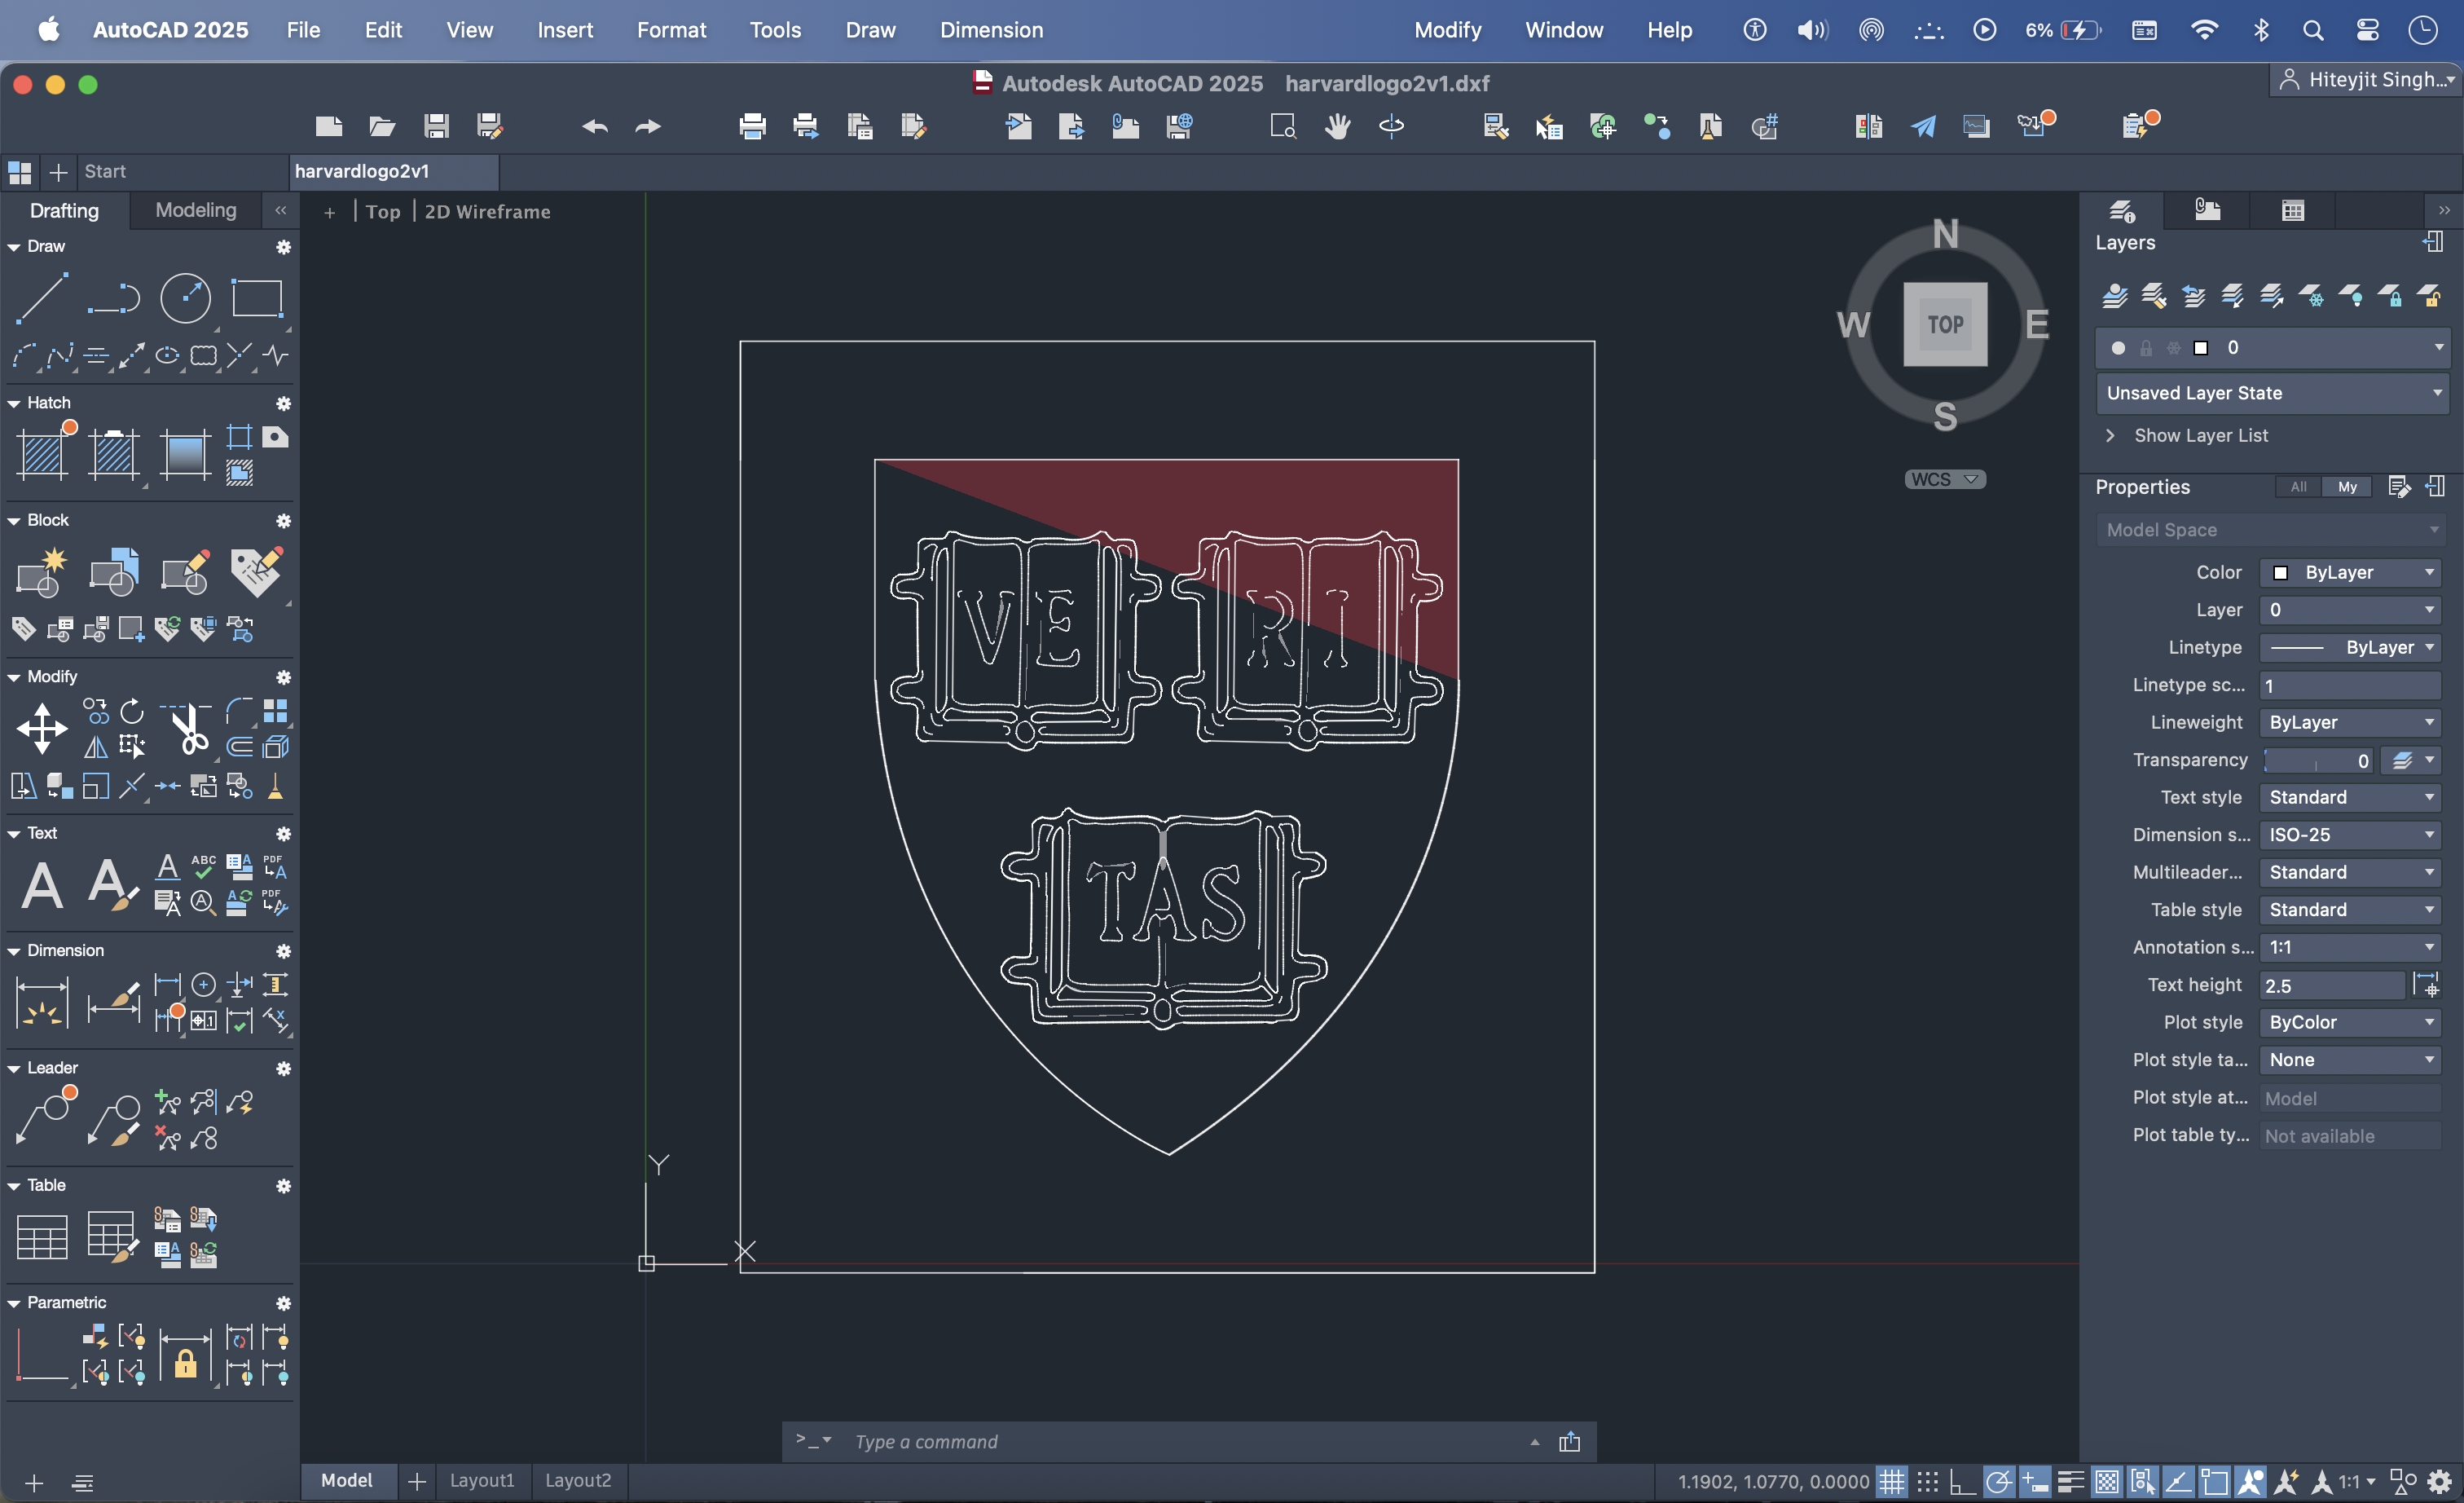 AutoCAD 2025 File Edit View Insert Format Tools Draw Dimension Modify Window Help 6%
Autodesk AutoCAD 2025 harvardlogo2v1.dxf
Hiteyjit Singh...
Start harvardlogo2v1
Drafting Modeling
Top 2D Wireframe
Draw
Hatch
Block
Modify
Text
A A A ABC A PDF A
A A A PDF A
Dimension
Leader
Table
Parametric
N
W TOP E
S
WCS
VE RI
TAS
Y
X
Type a command
Model Layout1 Layout2
1.1902, 1.0770, 0.0000 1:1
Layers
0
Unsaved Layer State
Show Layer List
Properties All My
Model Space
Color ByLayer
Layer 0
Linetype ByLayer
Linetype sc... 1
Lineweight ByLayer
Transparency 0
Text style Standard
Dimension s... ISO-25
Multileader... Standard
Table style Standard
Annotation s... 1:1
Text height 2.5
Plot style ByColor
Plot style ta... None
Plot style at... Model
Plot table ty... Not available